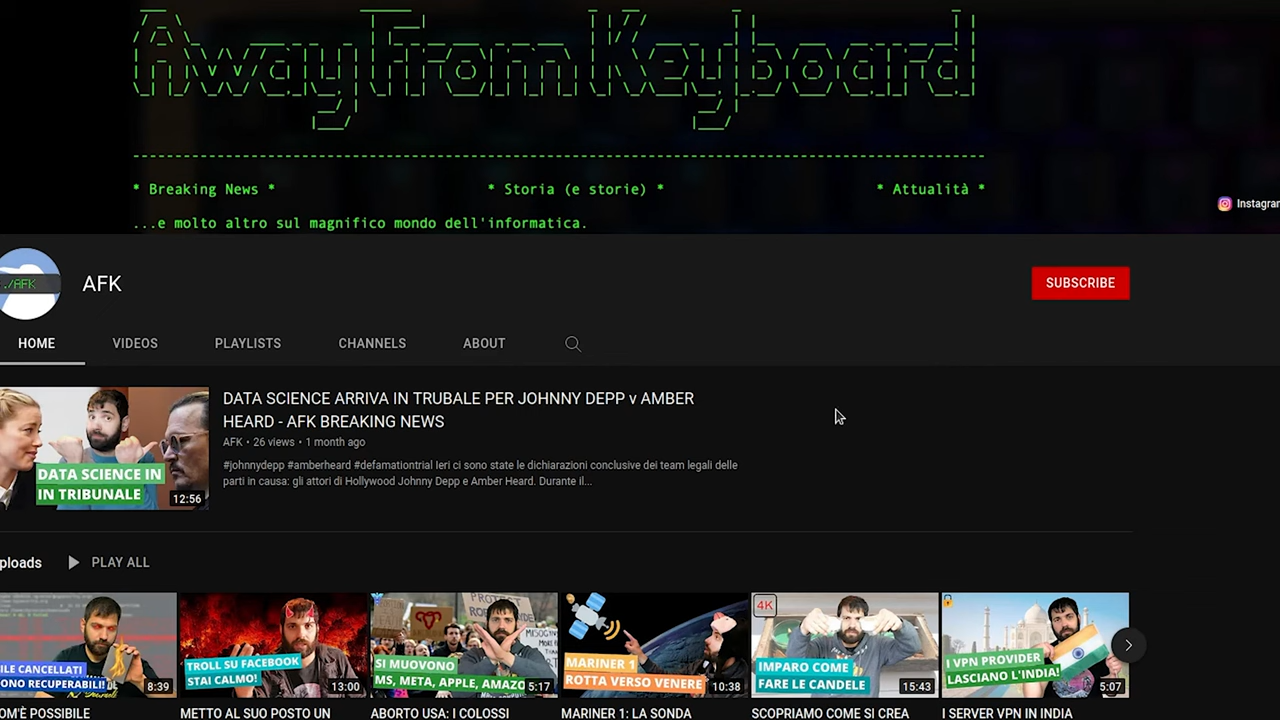 AwayFromKeyboard
* Breaking News * * Storia (e storie) * * Attualità *
...e molto altro sul magnifico mondo dell'informatica.
Instagram
./AFK
AFK
SUBSCRIBE
HOME VIDEOS PLAYLISTS CHANNELS ABOUT
DATA SCIENCE ARRIVA IN TRUBALE PER JOHNNY DEPP v AMBER
HEARD - AFK BREAKING NEWS
AFK • 26 views • 1 month ago
#johnnydepp #amberheard #defamationtrial Ieri ci sono state le dichiarazioni conclusive dei team legali delle
parti in causa: gli attori di Hollywood Johnny Depp e Amber Heard. Durante il...
DATA SCIENCE IN
IN TRIBUNALE
12:56
ploads PLAY ALL
ILE CANCELLATI
ONO RECUPERABILI!
8:39
TROLL SU FACEBOOK
STAI CALMO!
13:00
SI MUOVONO
MS, META, APPLE, AMAZO
5:17
MARINER 1
ROTTA VERSO VENERE
10:38
4K
IMPARO COME
FARE LE CANDELE
15:43
I VPN PROVIDER
LASCIANO L'INDIA!
5:07
OM'È POSSIBILE
METTO AL SUO POSTO UN
ABORTO USA: I COLOSSI
MARINER 1: LA SONDA
SCOPRIAMO COME SI CREA
I SERVER VPN IN INDIA